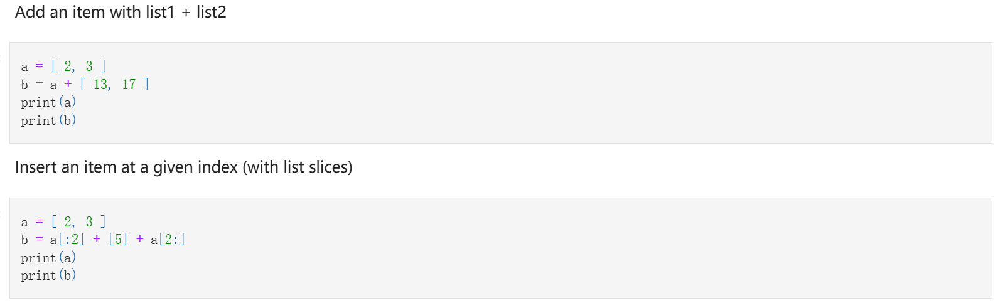 Add an item with list1 + list2
a = [ 2, 3 ]
b = a + [ 13, 17 ]
print(a)
print(b)
Insert an item at a given index (with list slices)
a = [ 2, 3 ]
b = a[:2] + [5] + a[2:]
print(a)
print(b)